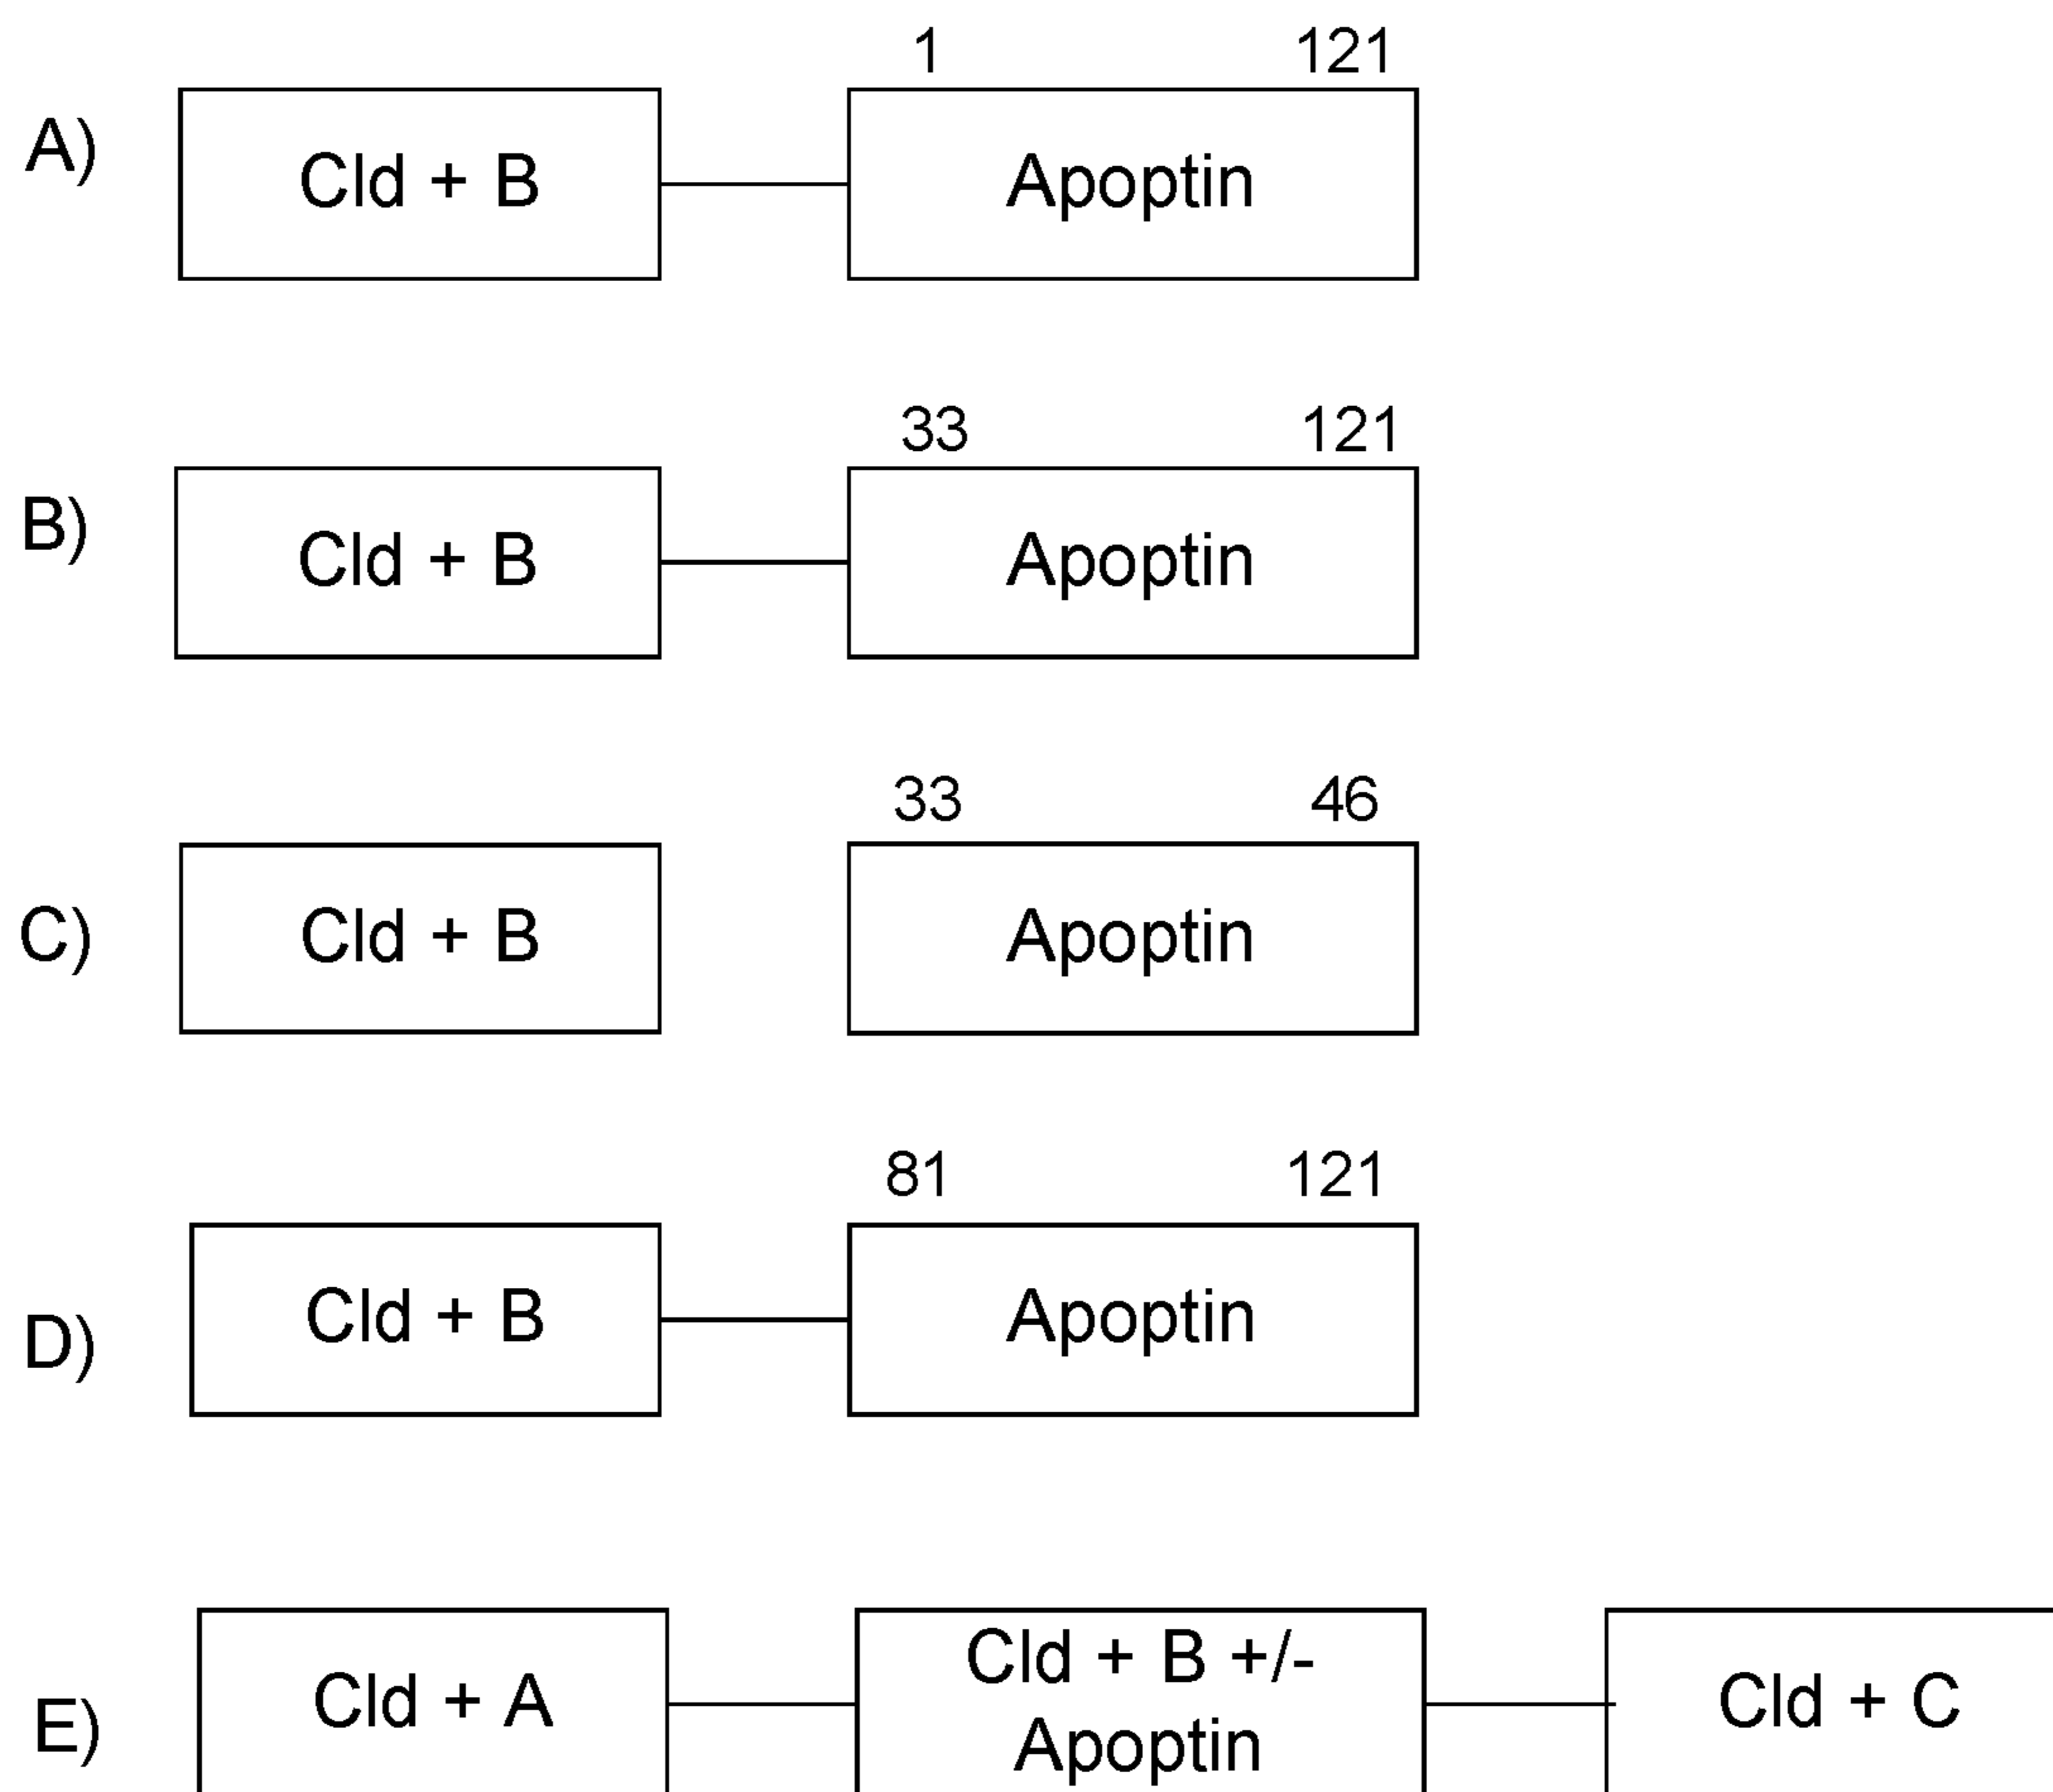 1 121
A) Cld + B Apoptin
33 121
B) Cld + B Apoptin
33 46
C) Cld + B Apoptin
81 121
D) Cld + B Apoptin
E) Cld + A Cld + B +/- Cld + C
Apoptin